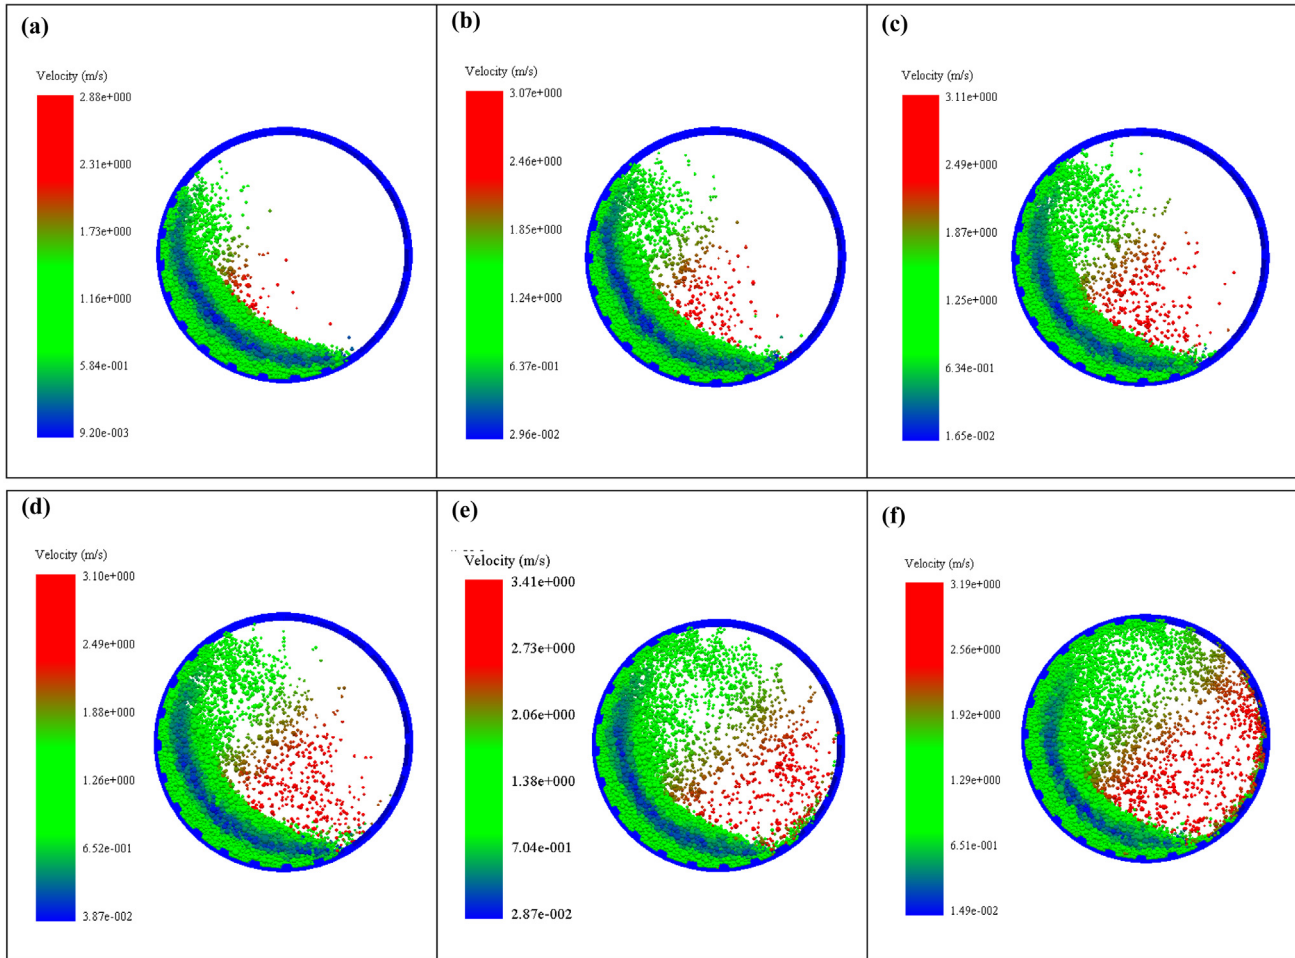 (a)
Velocity (m/s)
2.88e+000
2.31e+000
1.73e+000
1.16e+000
5.84e-001
9.20e-003
(b)
Velocity (m/s)
3.07e+000
2.46e+000
1.85e+000
1.24e+000
6.37e-001
2.96e-002
(c)
Velocity (m/s)
3.11e+000
2.49e+000
1.87e+000
1.25e+000
6.34e-001
1.65e-002
(d)
Velocity (m/s)
3.10e+000
2.49e+000
1.88e+000
1.26e+000
6.52e-001
3.87e-002
(e)
Velocity (m/s)
3.41e+000
2.73e+000
2.06e+000
1.38e+000
7.04e-001
2.87e-002
(f)
Velocity (m/s)
3.19e+000
2.56e+000
1.92e+000
1.29e+000
6.51e-001
1.49e-002